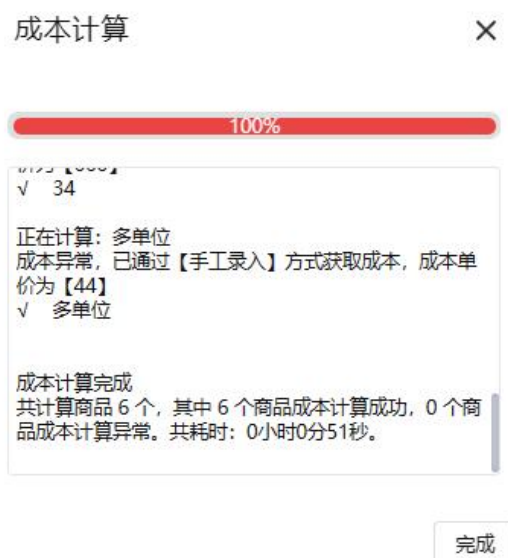 成本计算
100%
√ 34
正在计算：多单位
成本异常，已通过【手工录入】方式获取成本，成本单
价为【44】
√ 多单位
成本计算完成
共计算商品 6 个，其中 6 个商品成本计算成功，0 个商
品成本计算异常。共耗时：0小时0分51秒。
完成